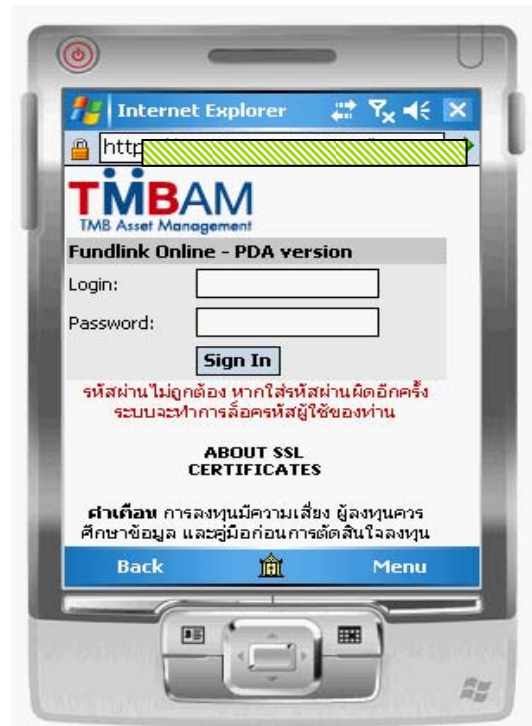 Internet Explorer
http
TMBAM
TMB Asset Management
Fundlink Online - PDA version
Login:
Password:
Sign In
รหัสผ่านไม่ถูกต้อง หากใส่รหัสผ่านผิดอีกครั้ง
ระบบจะทำการล็อครหัสผู้ใช้ของท่าน
ABOUT SSL
CERTIFICATES
คำเตือน การลงทุนมีความเสี่ยง ผู้ลงทุนควร
ศึกษาข้อมูล และคู่มือก่อนการตัดสินใจลงทุน
Back
Menu